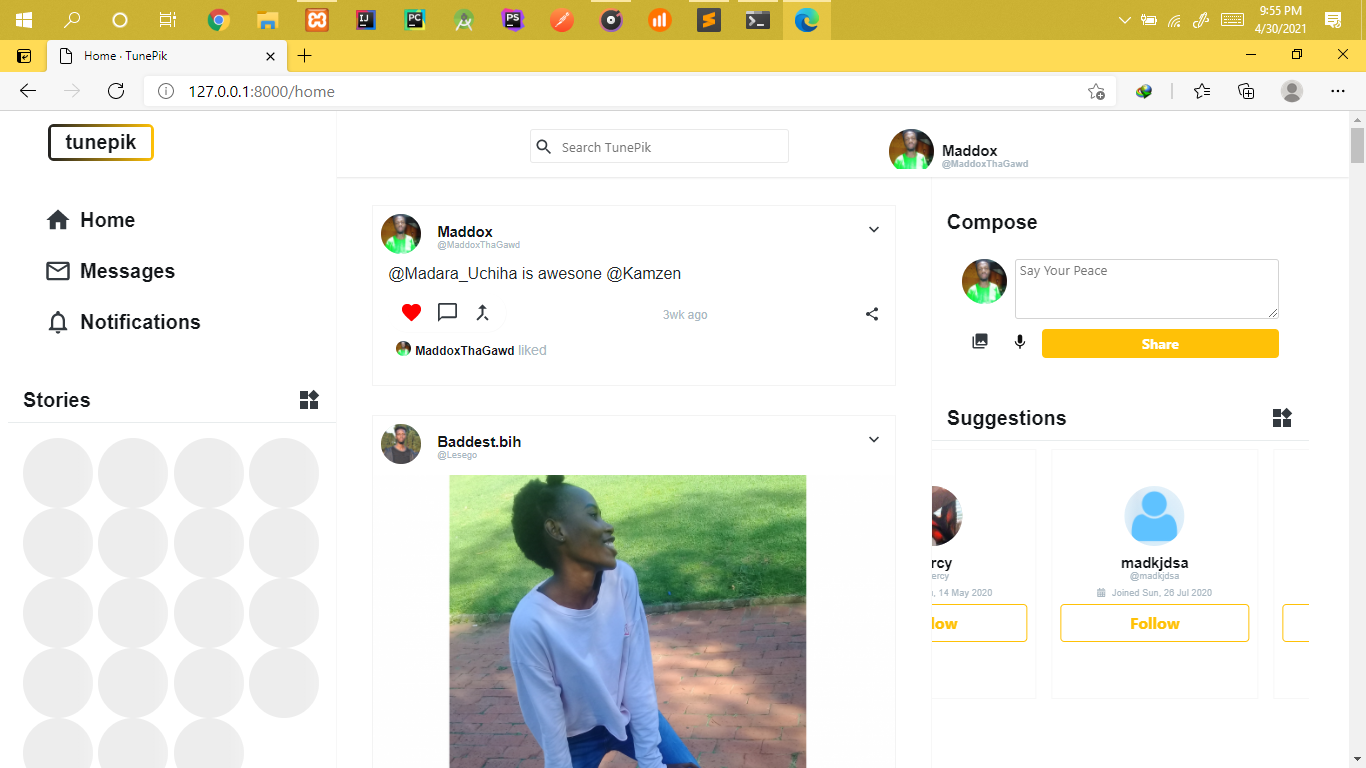 9:55 PM
4/30/2021
Home · TunePik
127.0.0.1:8000/home
tunepik
Search TunePik
Maddox
@MaddoxThaGawd
Home
Messages
Notifications
Stories
Maddox
@MaddoxThaGawd
@Madara_Uchiha is awesone @Kamzen
3wk ago
MaddoxThaGawd liked
Baddest.bih
@Lesego
Compose
Say Your Peace
Share
Suggestions
rcy
ercy
, 14 May 2020
low
madkjdsa
@madkjdsa
Joined Sun, 26 Jul 2020
Follow